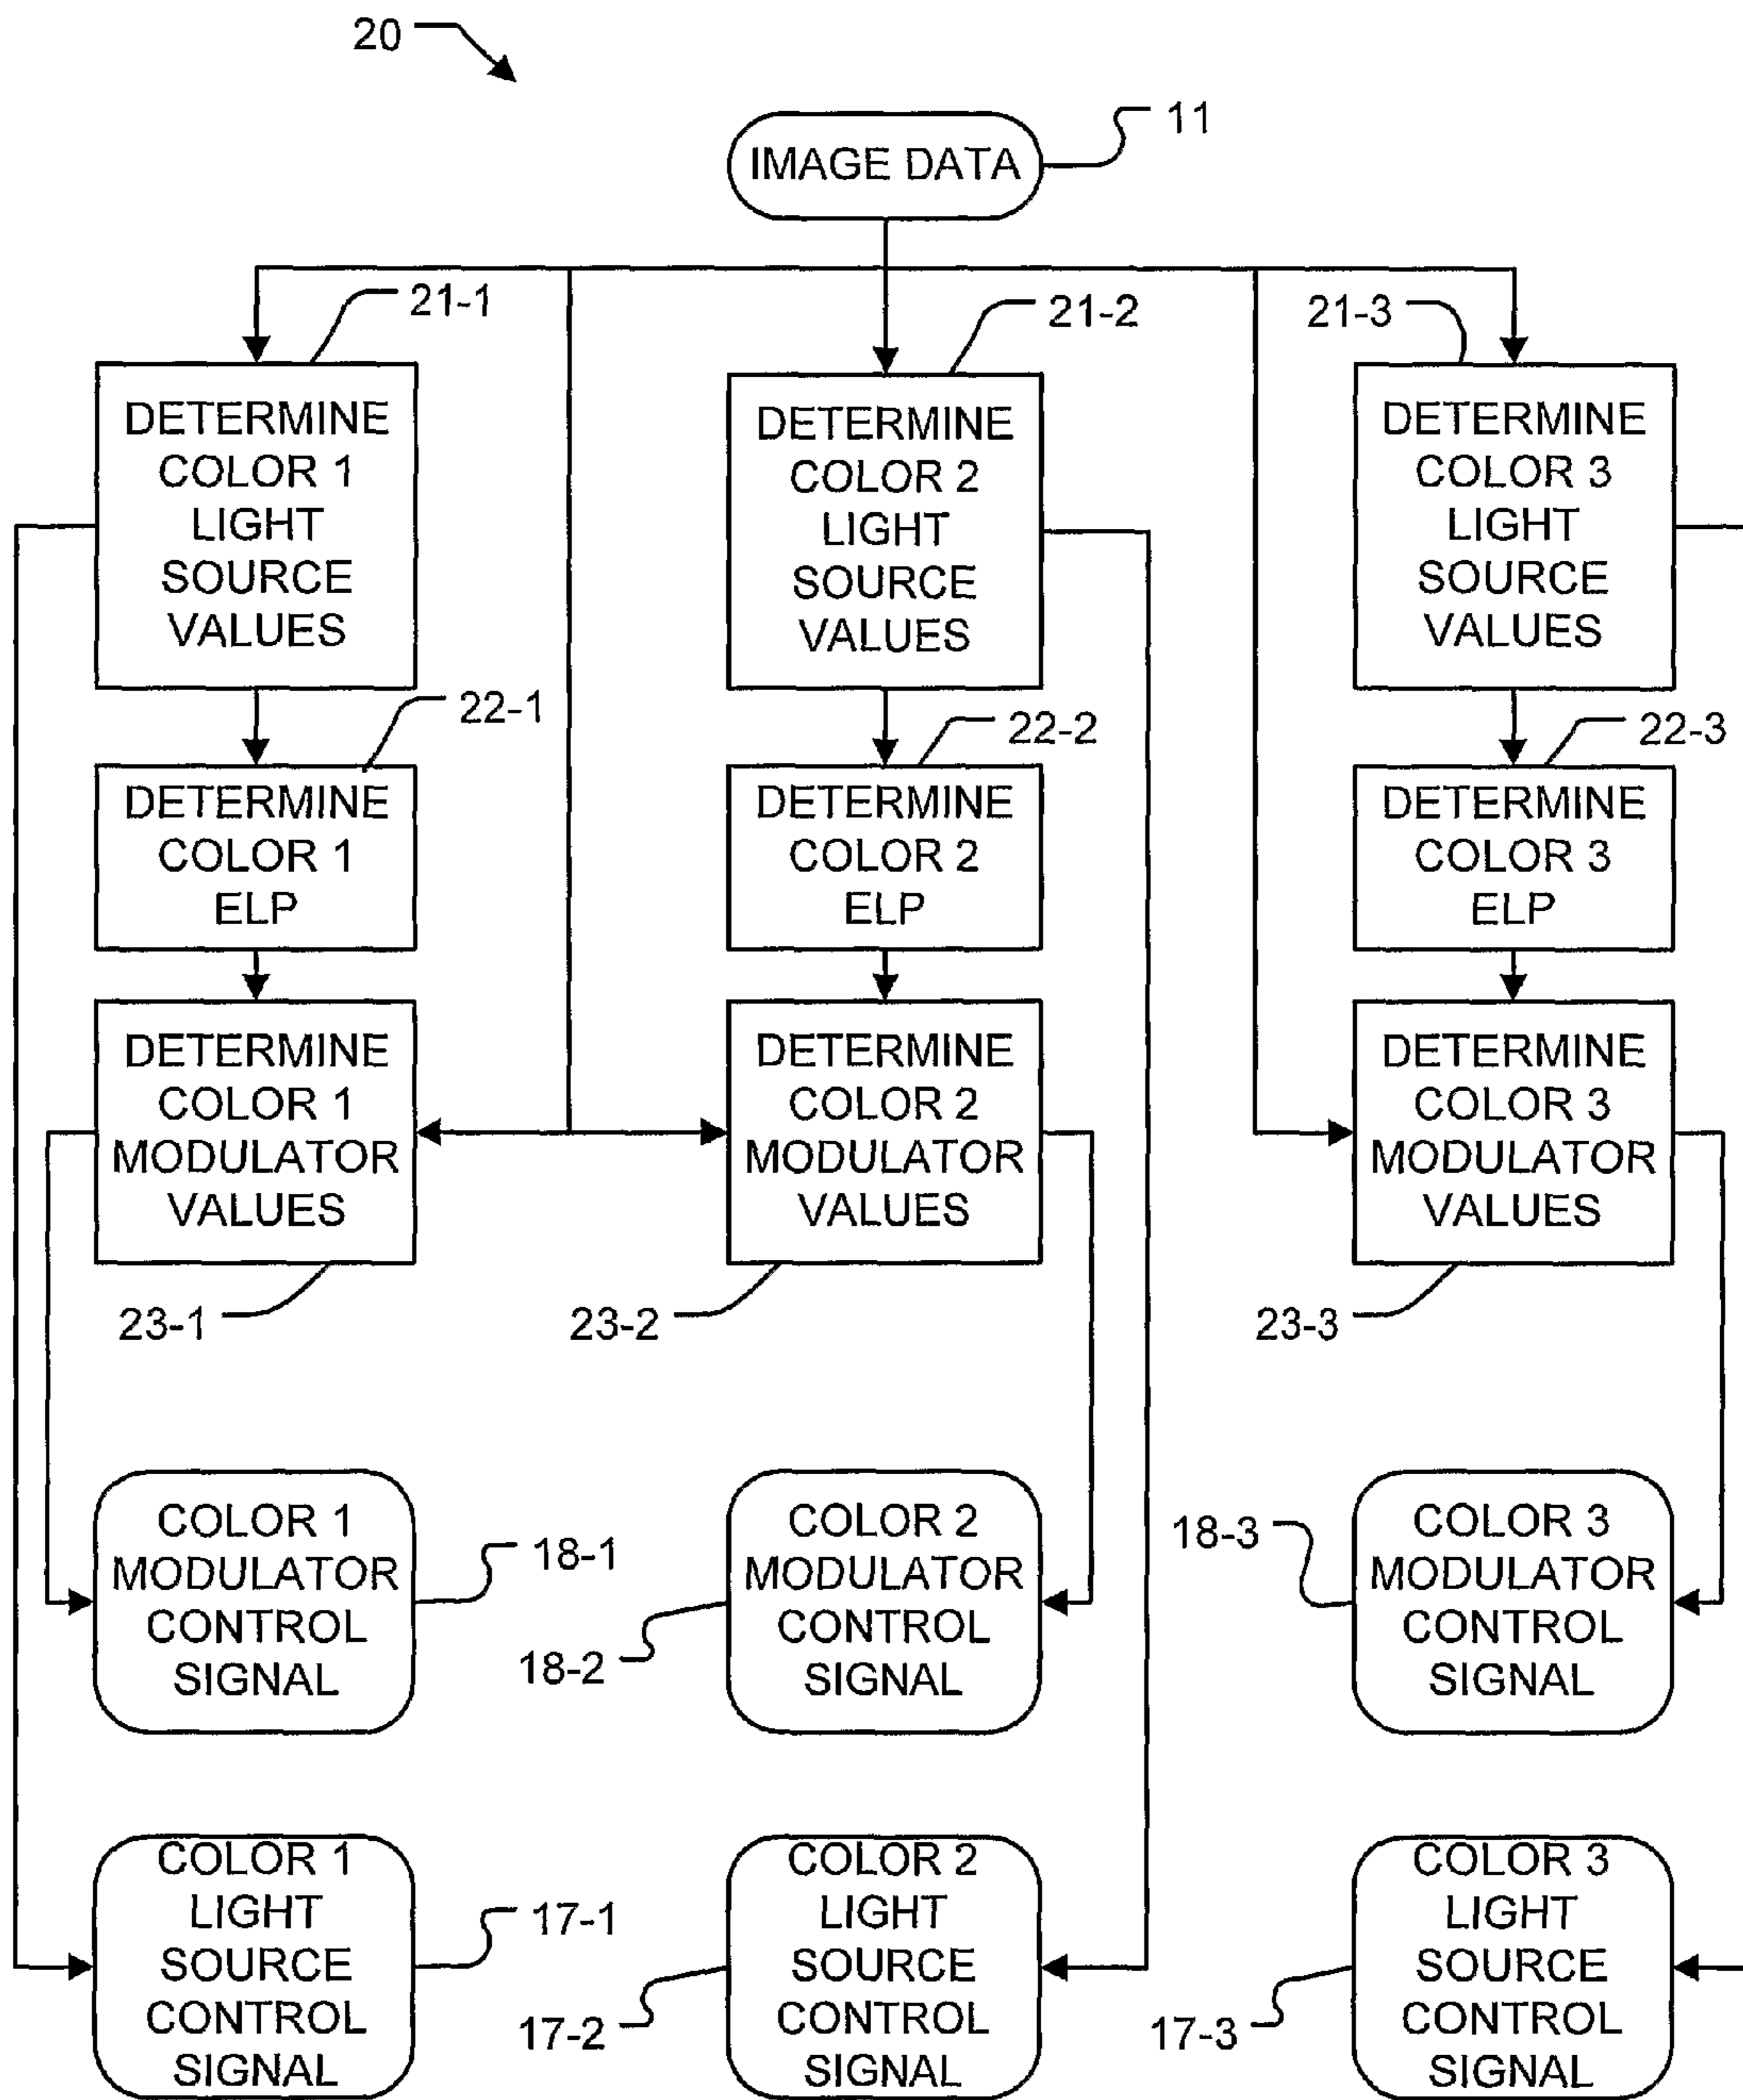 20
11
IMAGE DATA
21-1
21-2
21-3
DETERMINE
COLOR 1
LIGHT
SOURCE
VALUES
DETERMINE
COLOR 2
LIGHT
SOURCE
VALUES
DETERMINE
COLOR 3
LIGHT
SOURCE
VALUES
22-1
22-2
22-3
DETERMINE
COLOR 1
ELP
DETERMINE
COLOR 2
ELP
DETERMINE
COLOR 3
ELP
DETERMINE
COLOR 1
MODULATOR
VALUES
DETERMINE
COLOR 2
MODULATOR
VALUES
DETERMINE
COLOR 3
MODULATOR
VALUES
23-1
23-2
23-3
COLOR 1
MODULATOR
CONTROL
SIGNAL
18-1
18-2
COLOR 2
MODULATOR
CONTROL
SIGNAL
18-3
COLOR 3
MODULATOR
CONTROL
SIGNAL
COLOR 1
LIGHT
SOURCE
CONTROL
SIGNAL
17-1
17-2
COLOR 2
LIGHT
SOURCE
CONTROL
SIGNAL
17-3
COLOR 3
LIGHT
SOURCE
CONTROL
SIGNAL